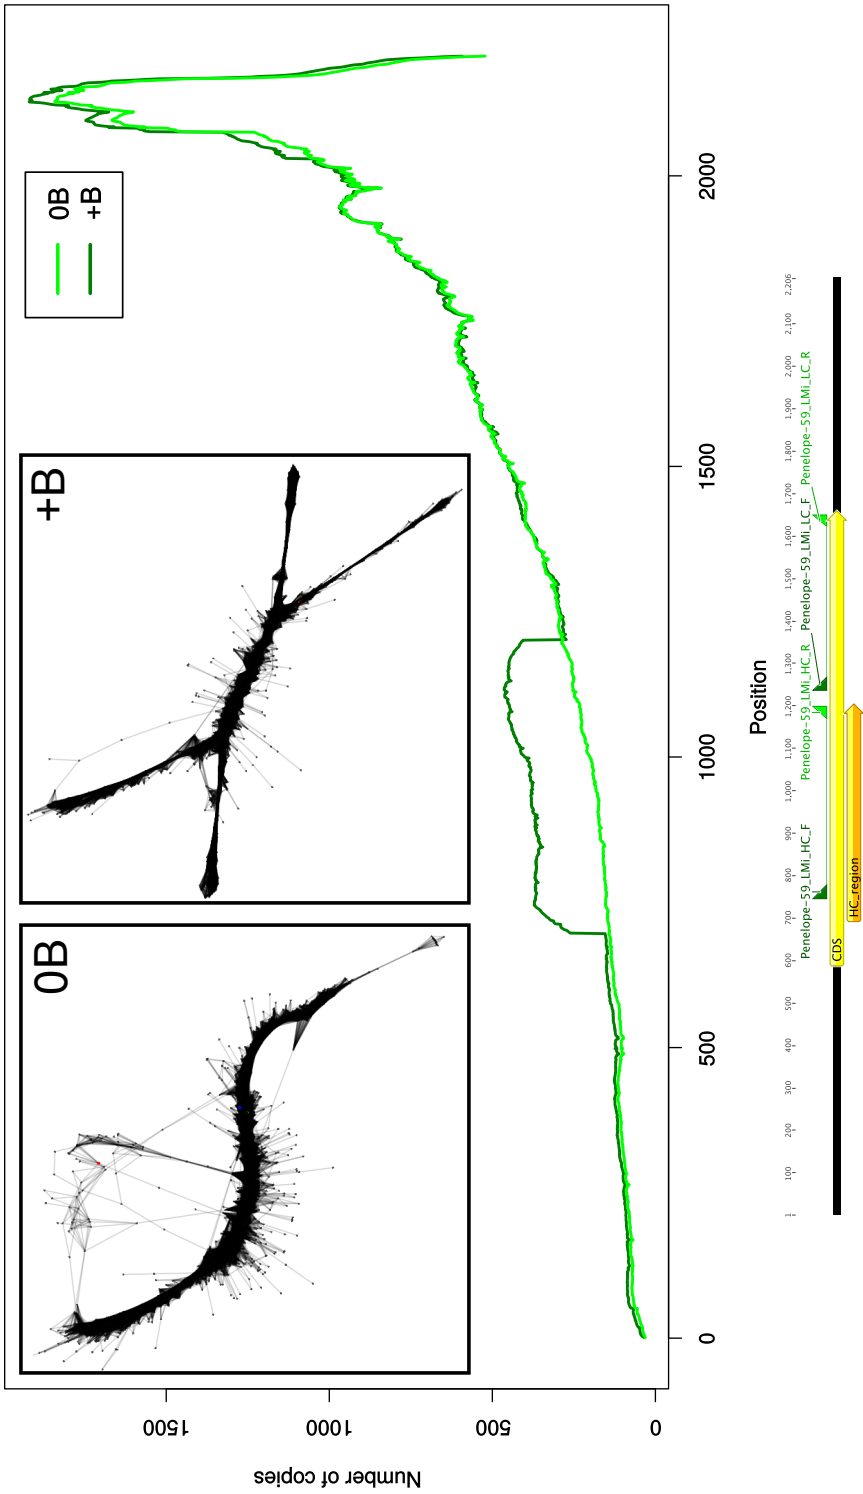 0B
+B
0B
+B
Number of copies
1500
1000
500
0
0
500
1000
1500
2000
Position
1
100
200
300
400
500
600
700
800
900
1,000
1,100
1,200
1,300
1,400
1,500
1,600
1,700
1,800
1,900
2,000
2,100
2,206
Penelope-59_LMi_HC_F
Penelope-59_LMi_HC_R
Penelope-59_LMi_LC_F
Penelope-59_LMi_LC_R
CDS
HC_region